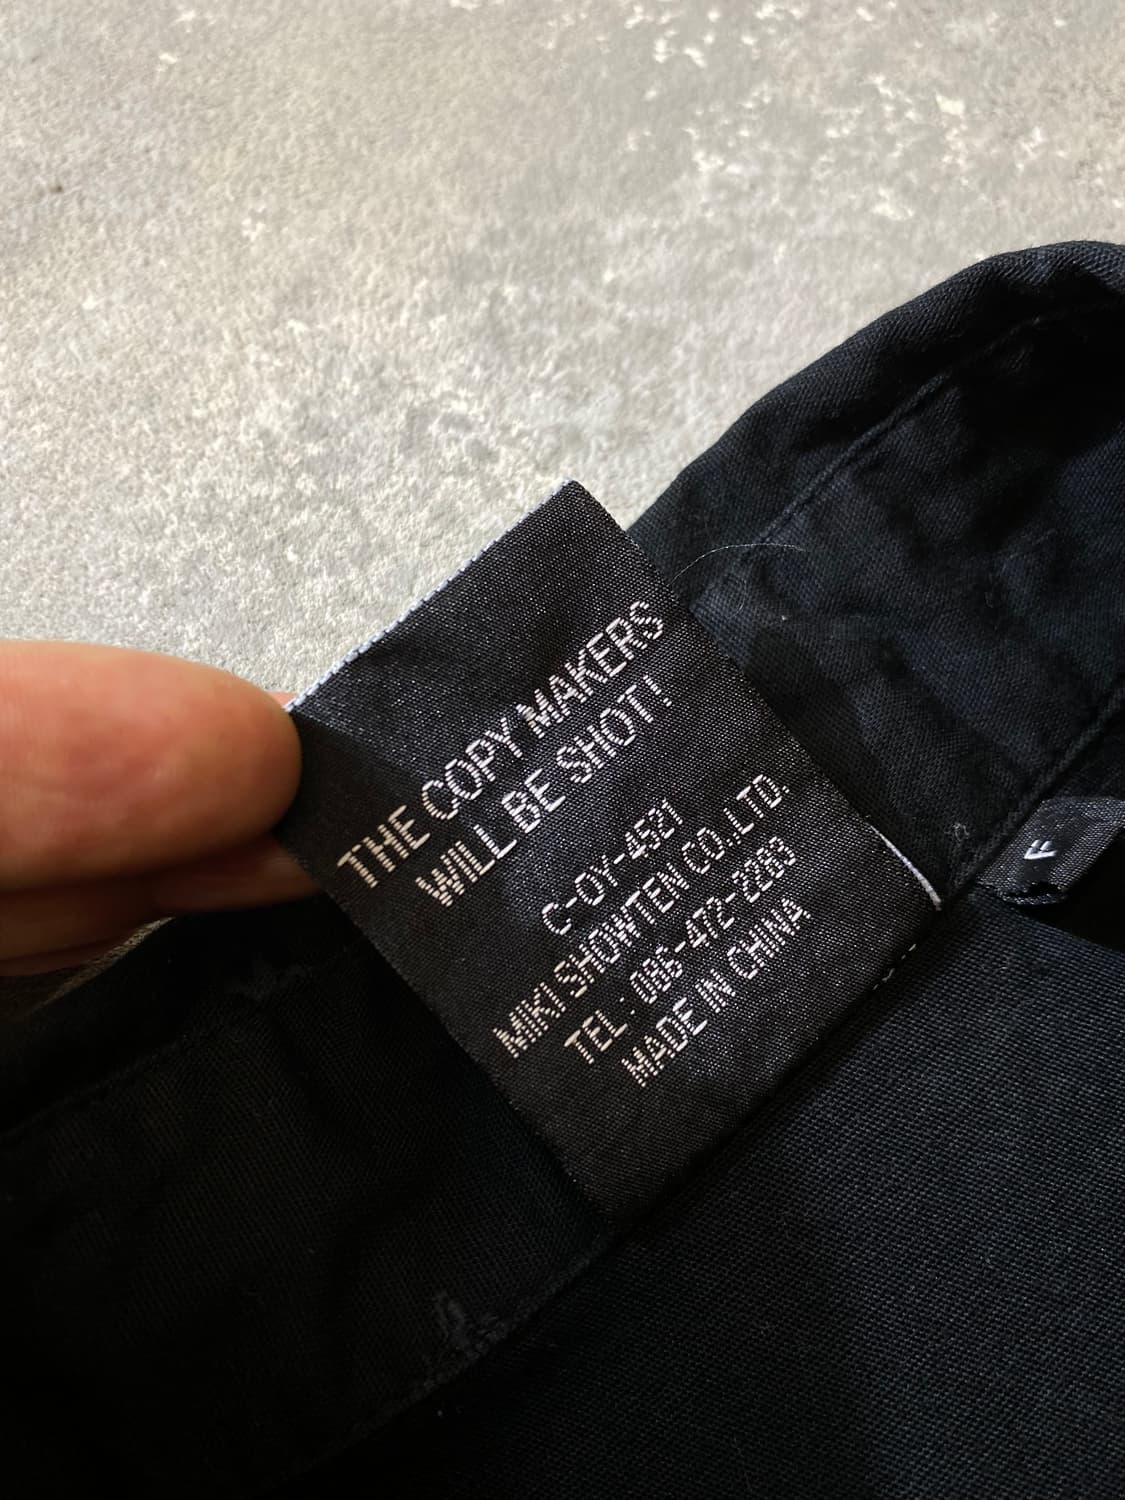 THE COPY MAKERS
WILL BE SHOT!
C-OY-4521
MIKI SHOWTEN CO.,LTD.
TEL : 086-472-2283
MADE IN CHINA
F